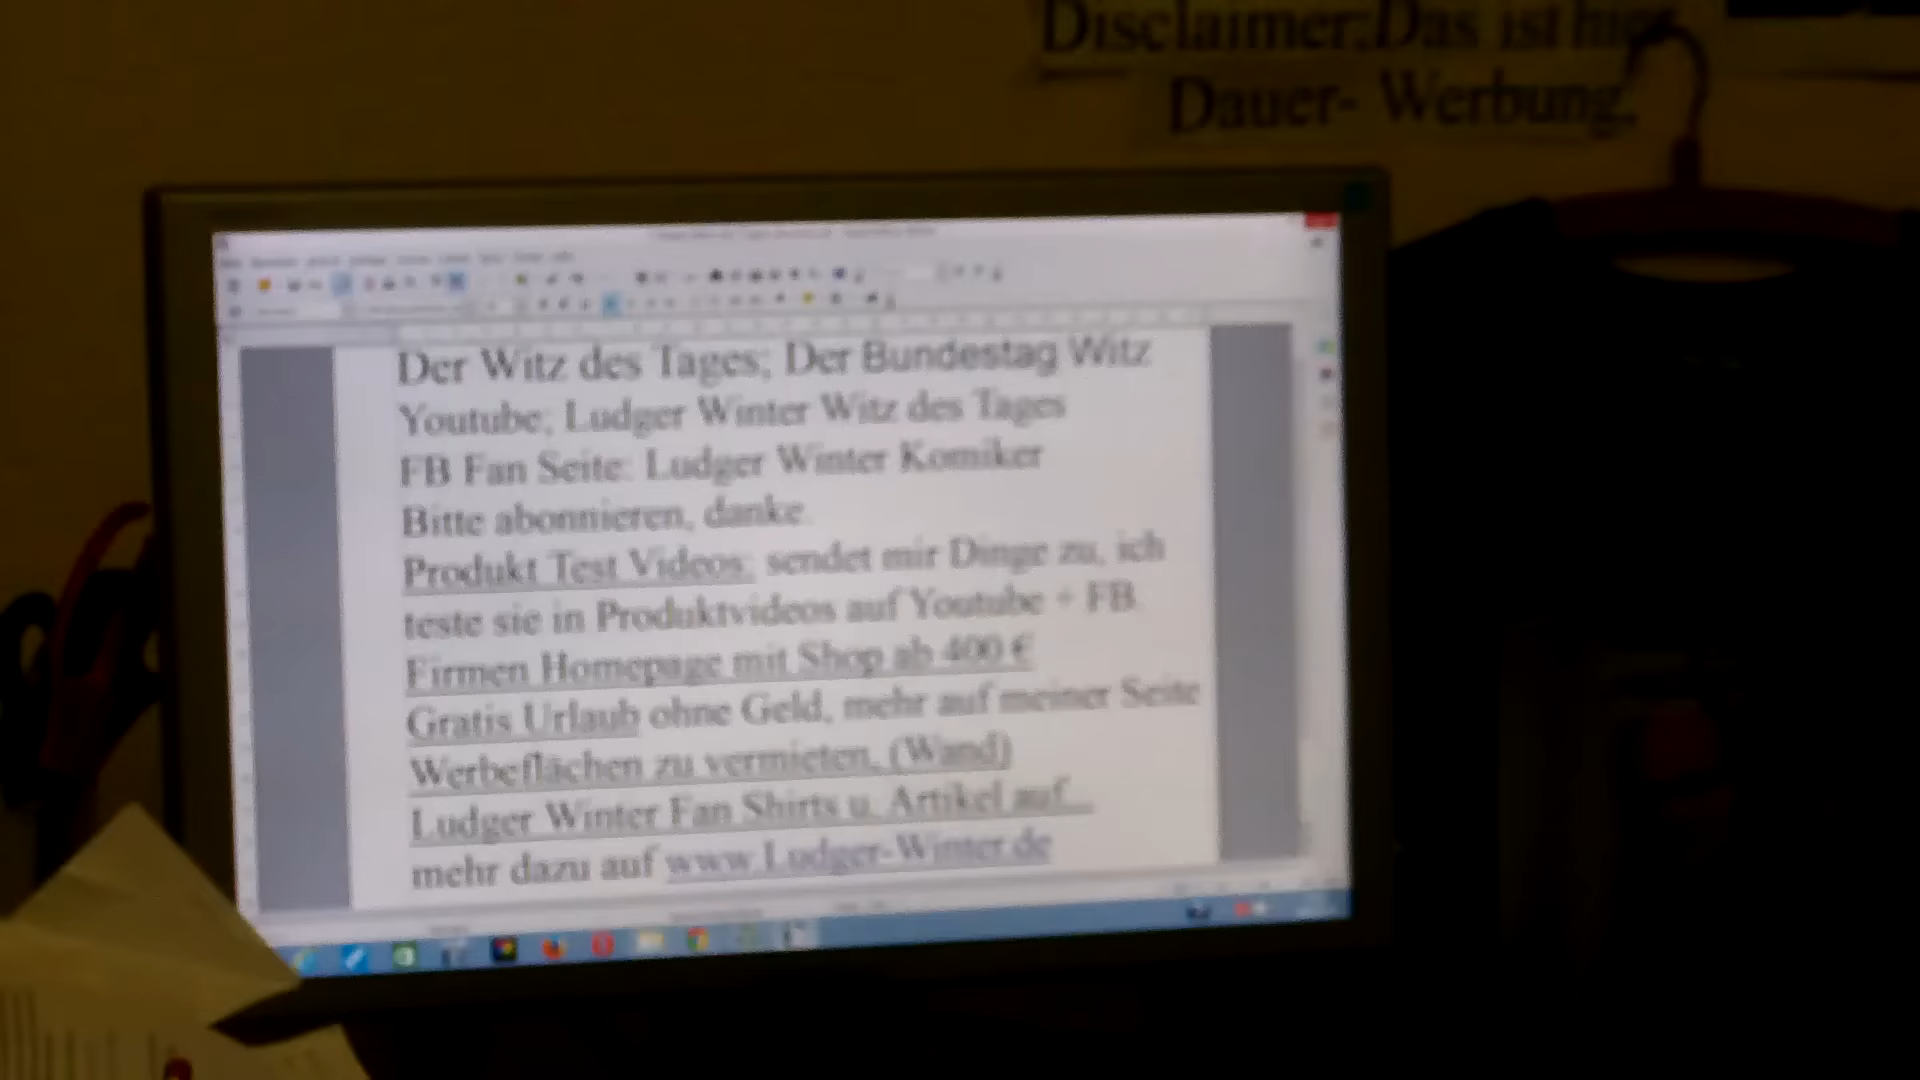 Disclaimer:Das ist hier
Dauer- Werbung.
Der Witz des Tages; Der Bundestag Witz
Youtube; Ludger Winter Witz des Tages
FB Fan Seite: Ludger Winter Komiker
Bitte abonnieren, danke.
Produkt Test Videos: sendet mir Dinge zu, ich
teste sie in Produktvideos auf Youtube + FB.
Firmen Homepage mit Shop ab 400 €
Gratis Urlaub ohne Geld, mehr auf meiner Seite
Werbeflächen zu vermieten, (Wand)
Ludger Winter Fan Shirts u. Artikel auf...
mehr dazu auf www.Ludger-Winter.de